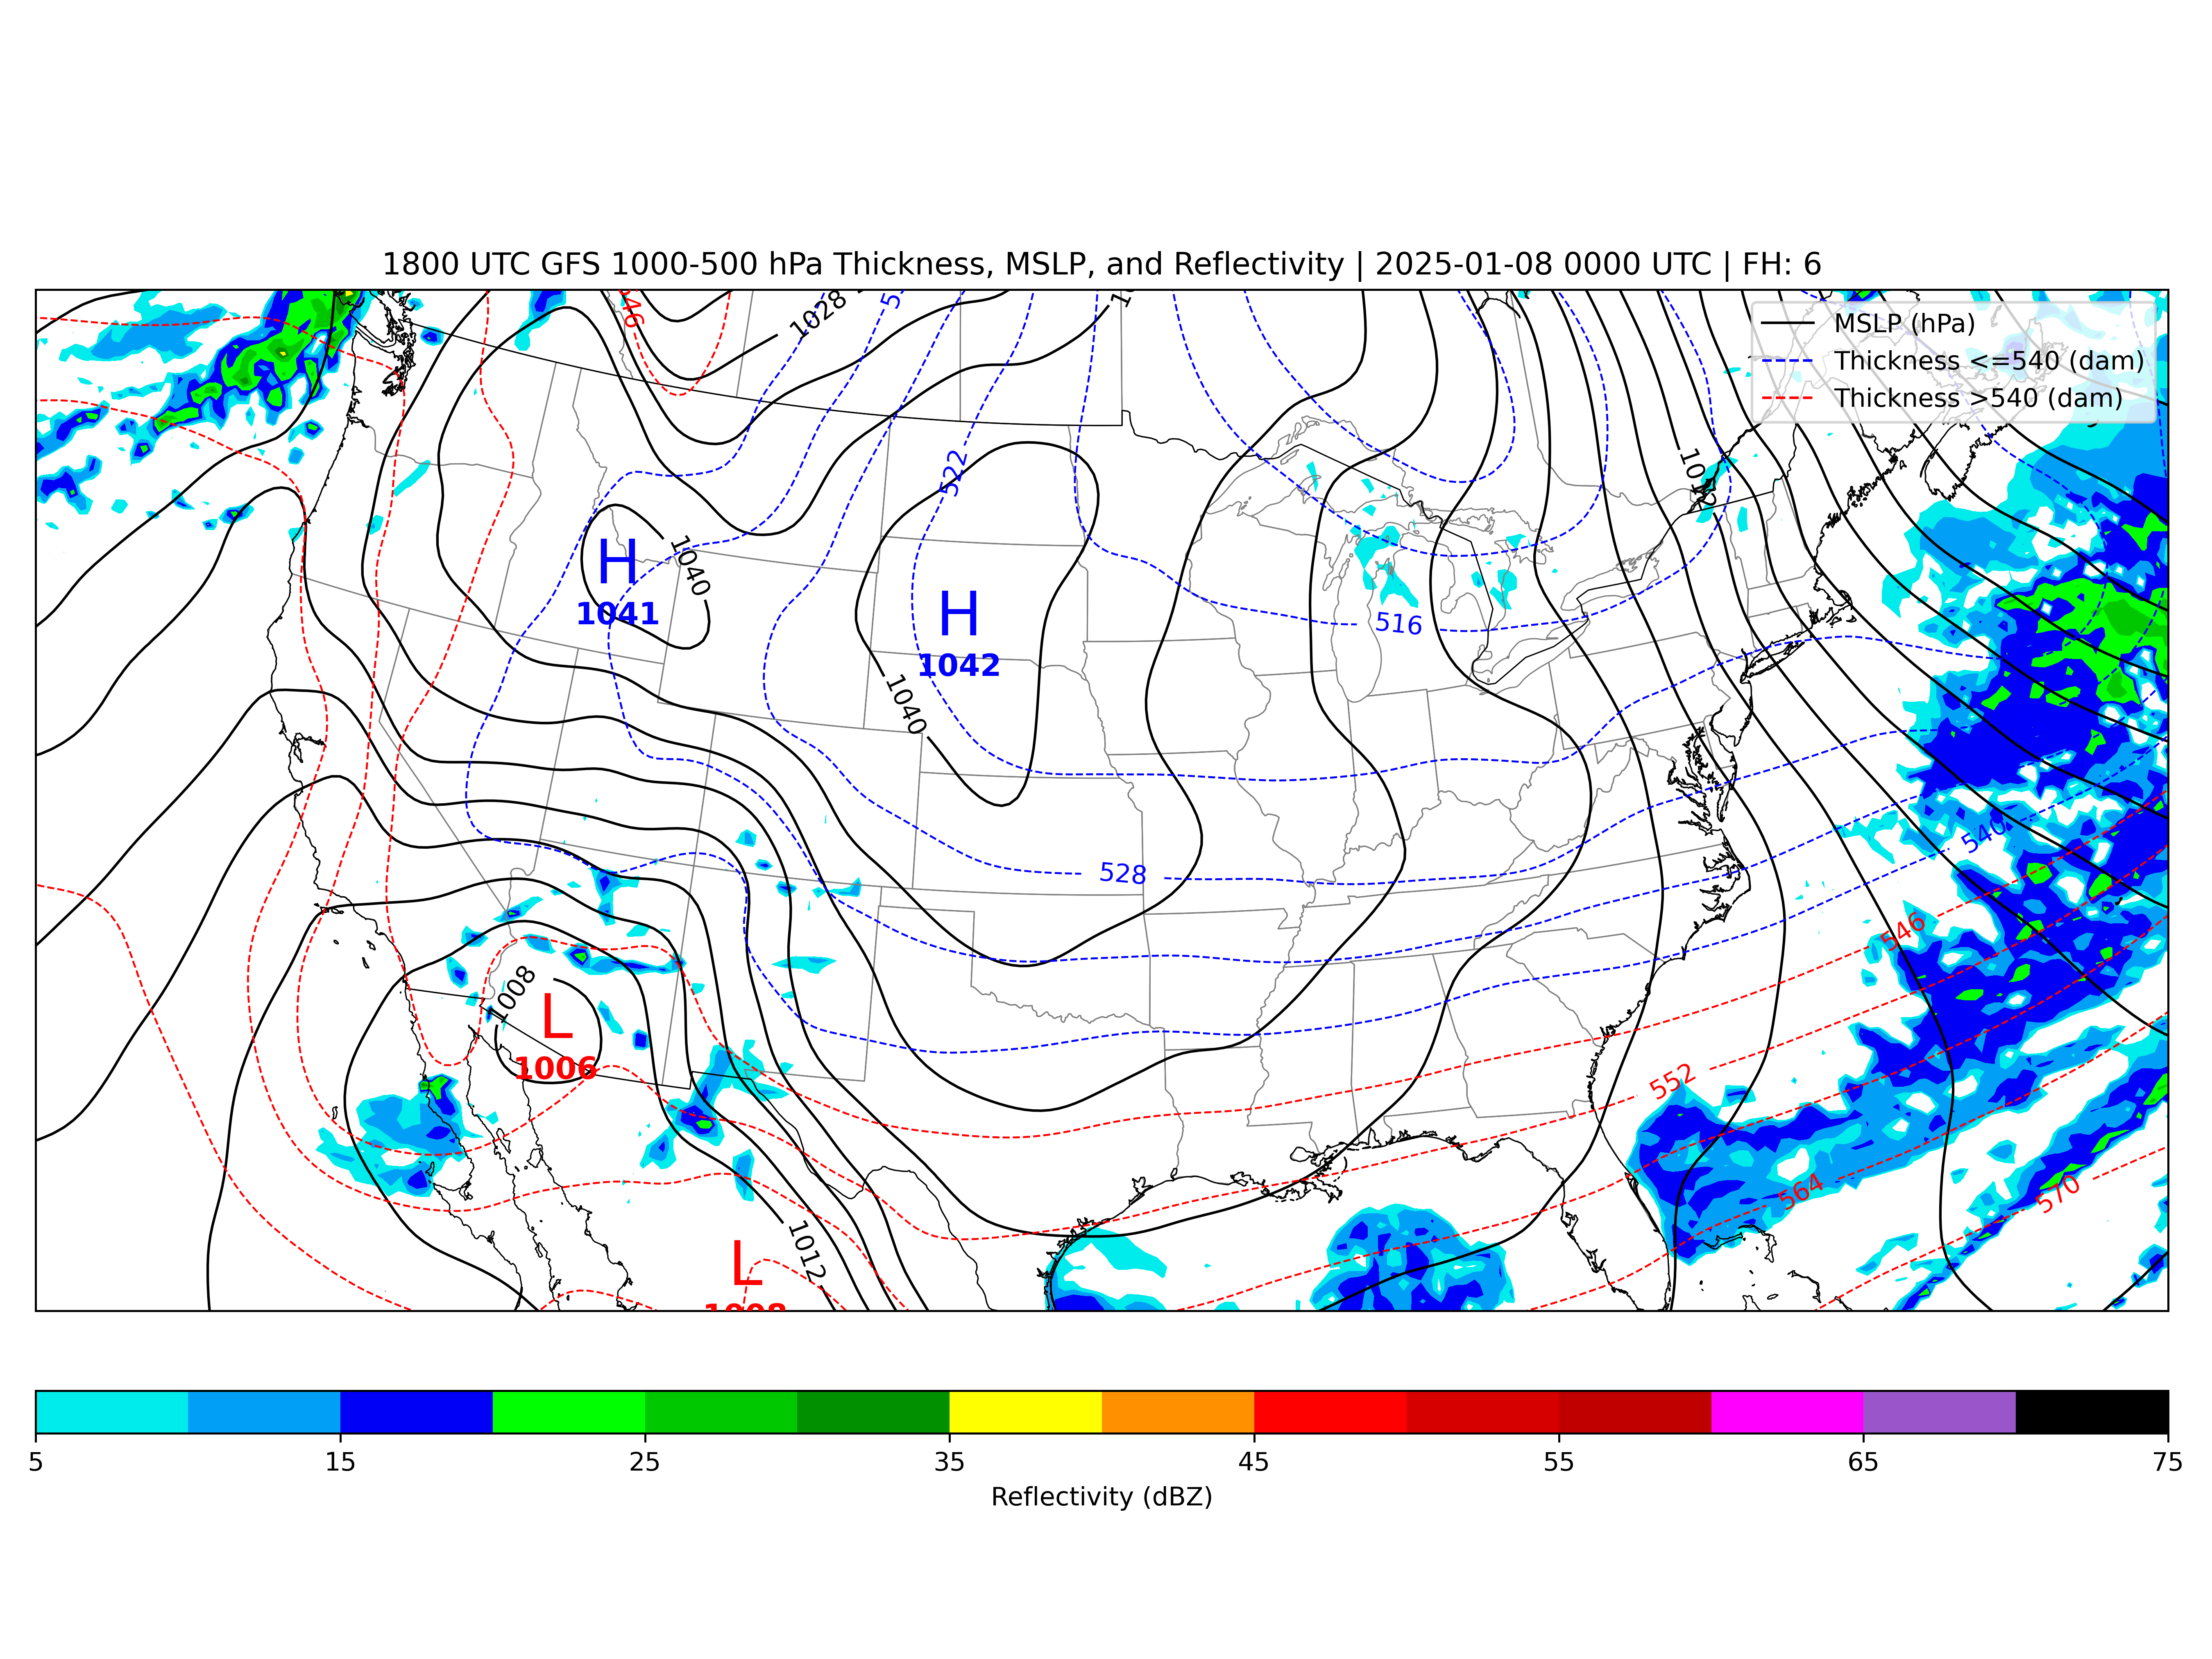 1800 UTC GFS 1000-500 hPa Thickness, MSLP, and Reflectivity | 2025-01-08 0000 UTC | FH: 6
MSLP (hPa)
Thickness <=540 (dam)
Thickness >540 (dam)
1028
546
522
1012
H
1041
1040
H
1042
1040
516
528
540
546
1008
L
1006
552
564
570
1012
L
1008
5 15 25 35 45 55 65 75
Reflectivity (dBZ)